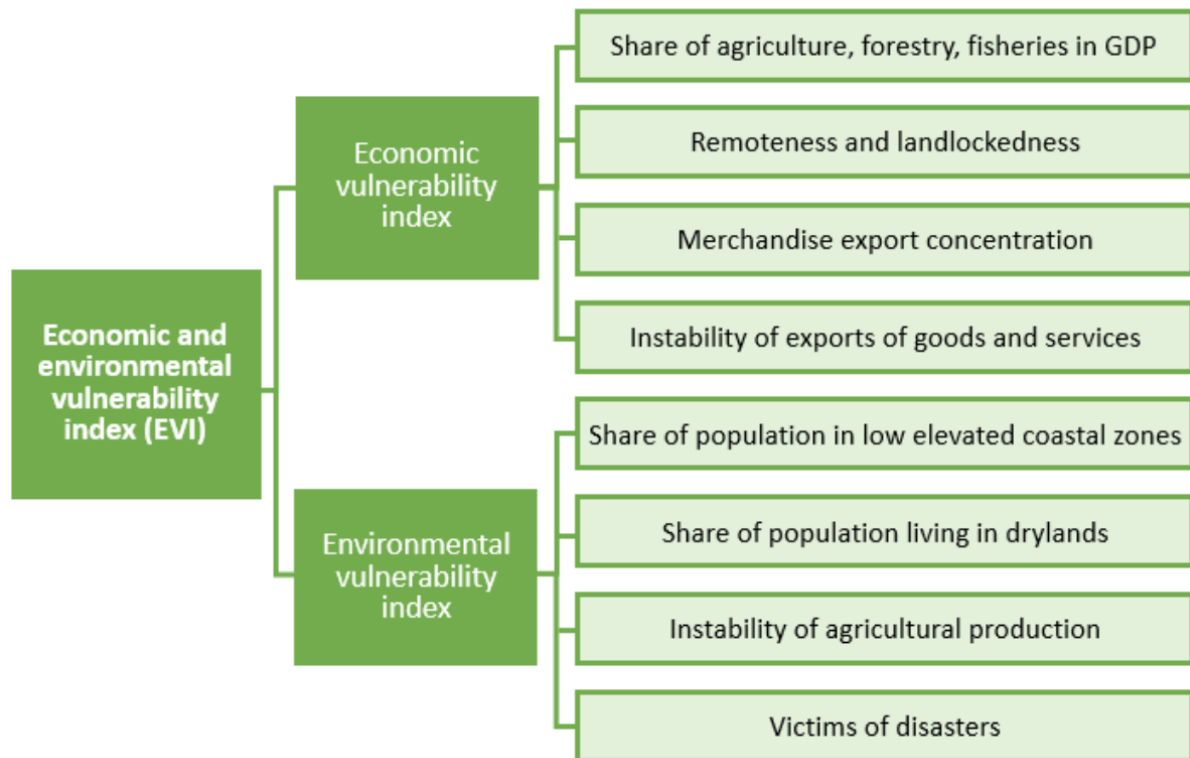 Economic and
environmental
vulnerability
index (EVI)
Economic
vulnerability
index
Share of agriculture, forestry, fisheries in GDP
Remoteness and landlockedness
Merchandise export concentration
Instability of exports of goods and services
Environmental
vulnerability
index
Share of population in low elevated coastal zones
Share of population living in drylands
Instability of agricultural production
Victims of disasters